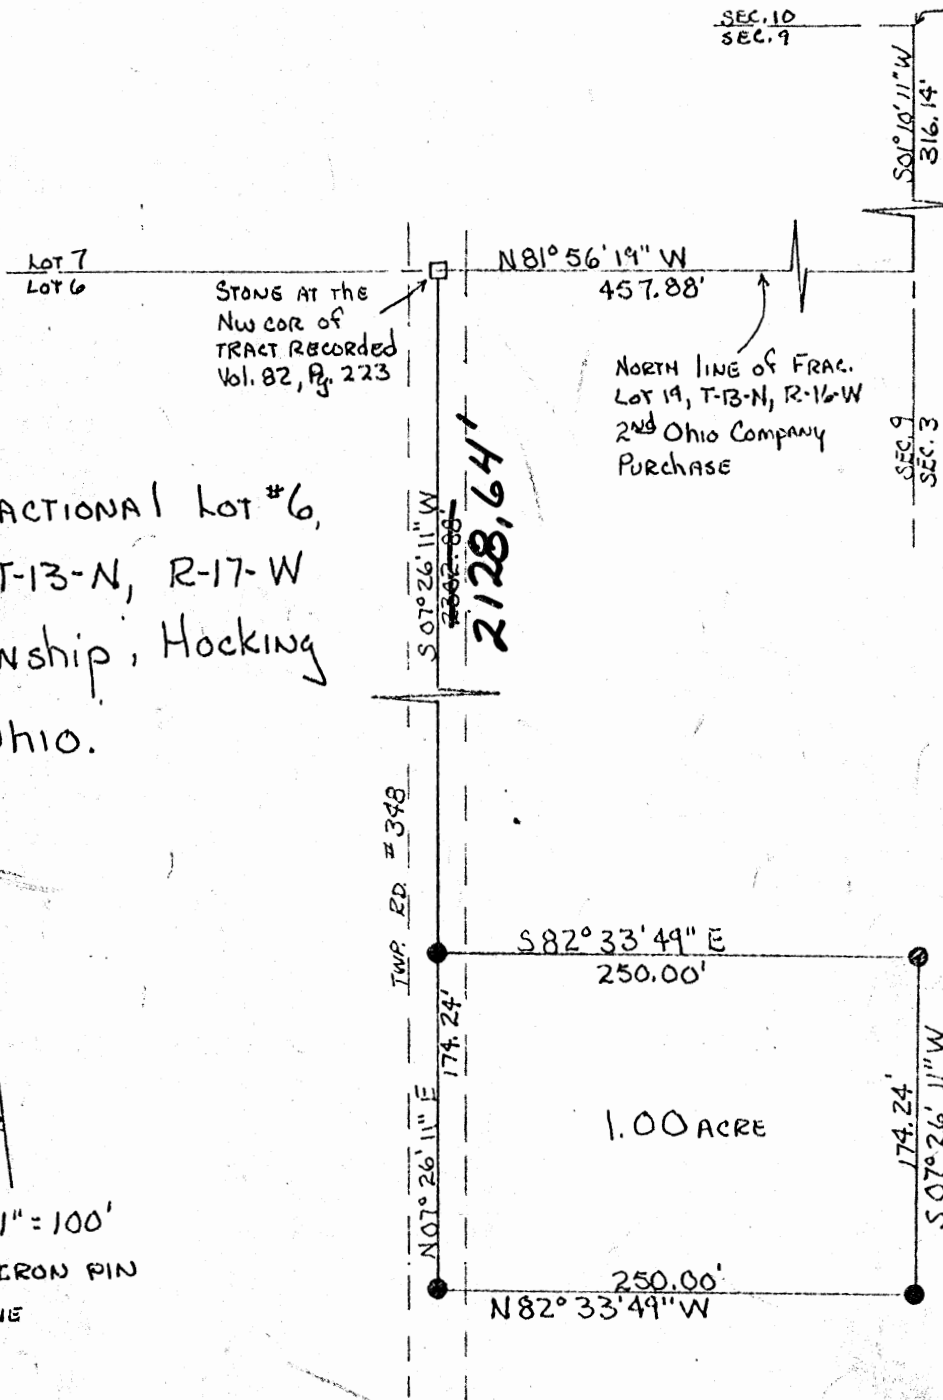 SEC. 10
SEC. 9
S01° 10' 11" W
316.14'
LOT 7
LOT 6
N81° 56' 19" W
457.88'
STONE AT THE
NW COR OF
TRACT RECORDED
Vol. 82, Pg. 223
NORTH LINE OF FRAC.
LOT 19, T-13-N, R-16-W
2nd Ohio Company
PURCHASE
SEC. 9
SEC. 3
ACTIONAL LOT #6,
T-13-N, R-17-W
nship, Hocking
Ohio.
S 07° 26' 11" W
2128.64'
TWP. RD. #348
S 82° 33' 49" E
250.00'
174.24'
N 07° 26' 11" E
1.00 ACRE
174.24'
S 07° 26' 11" W
250.00'
N 82° 33' 49" W
1" = 100'
IRON PIN
NE